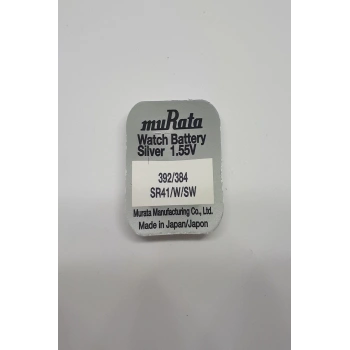 muRata
Watch Battery
Silver 1.55V
392/384
SR41/W/SW
Murata Manufacturing Co., Ltd.
Made in Japan/Japon